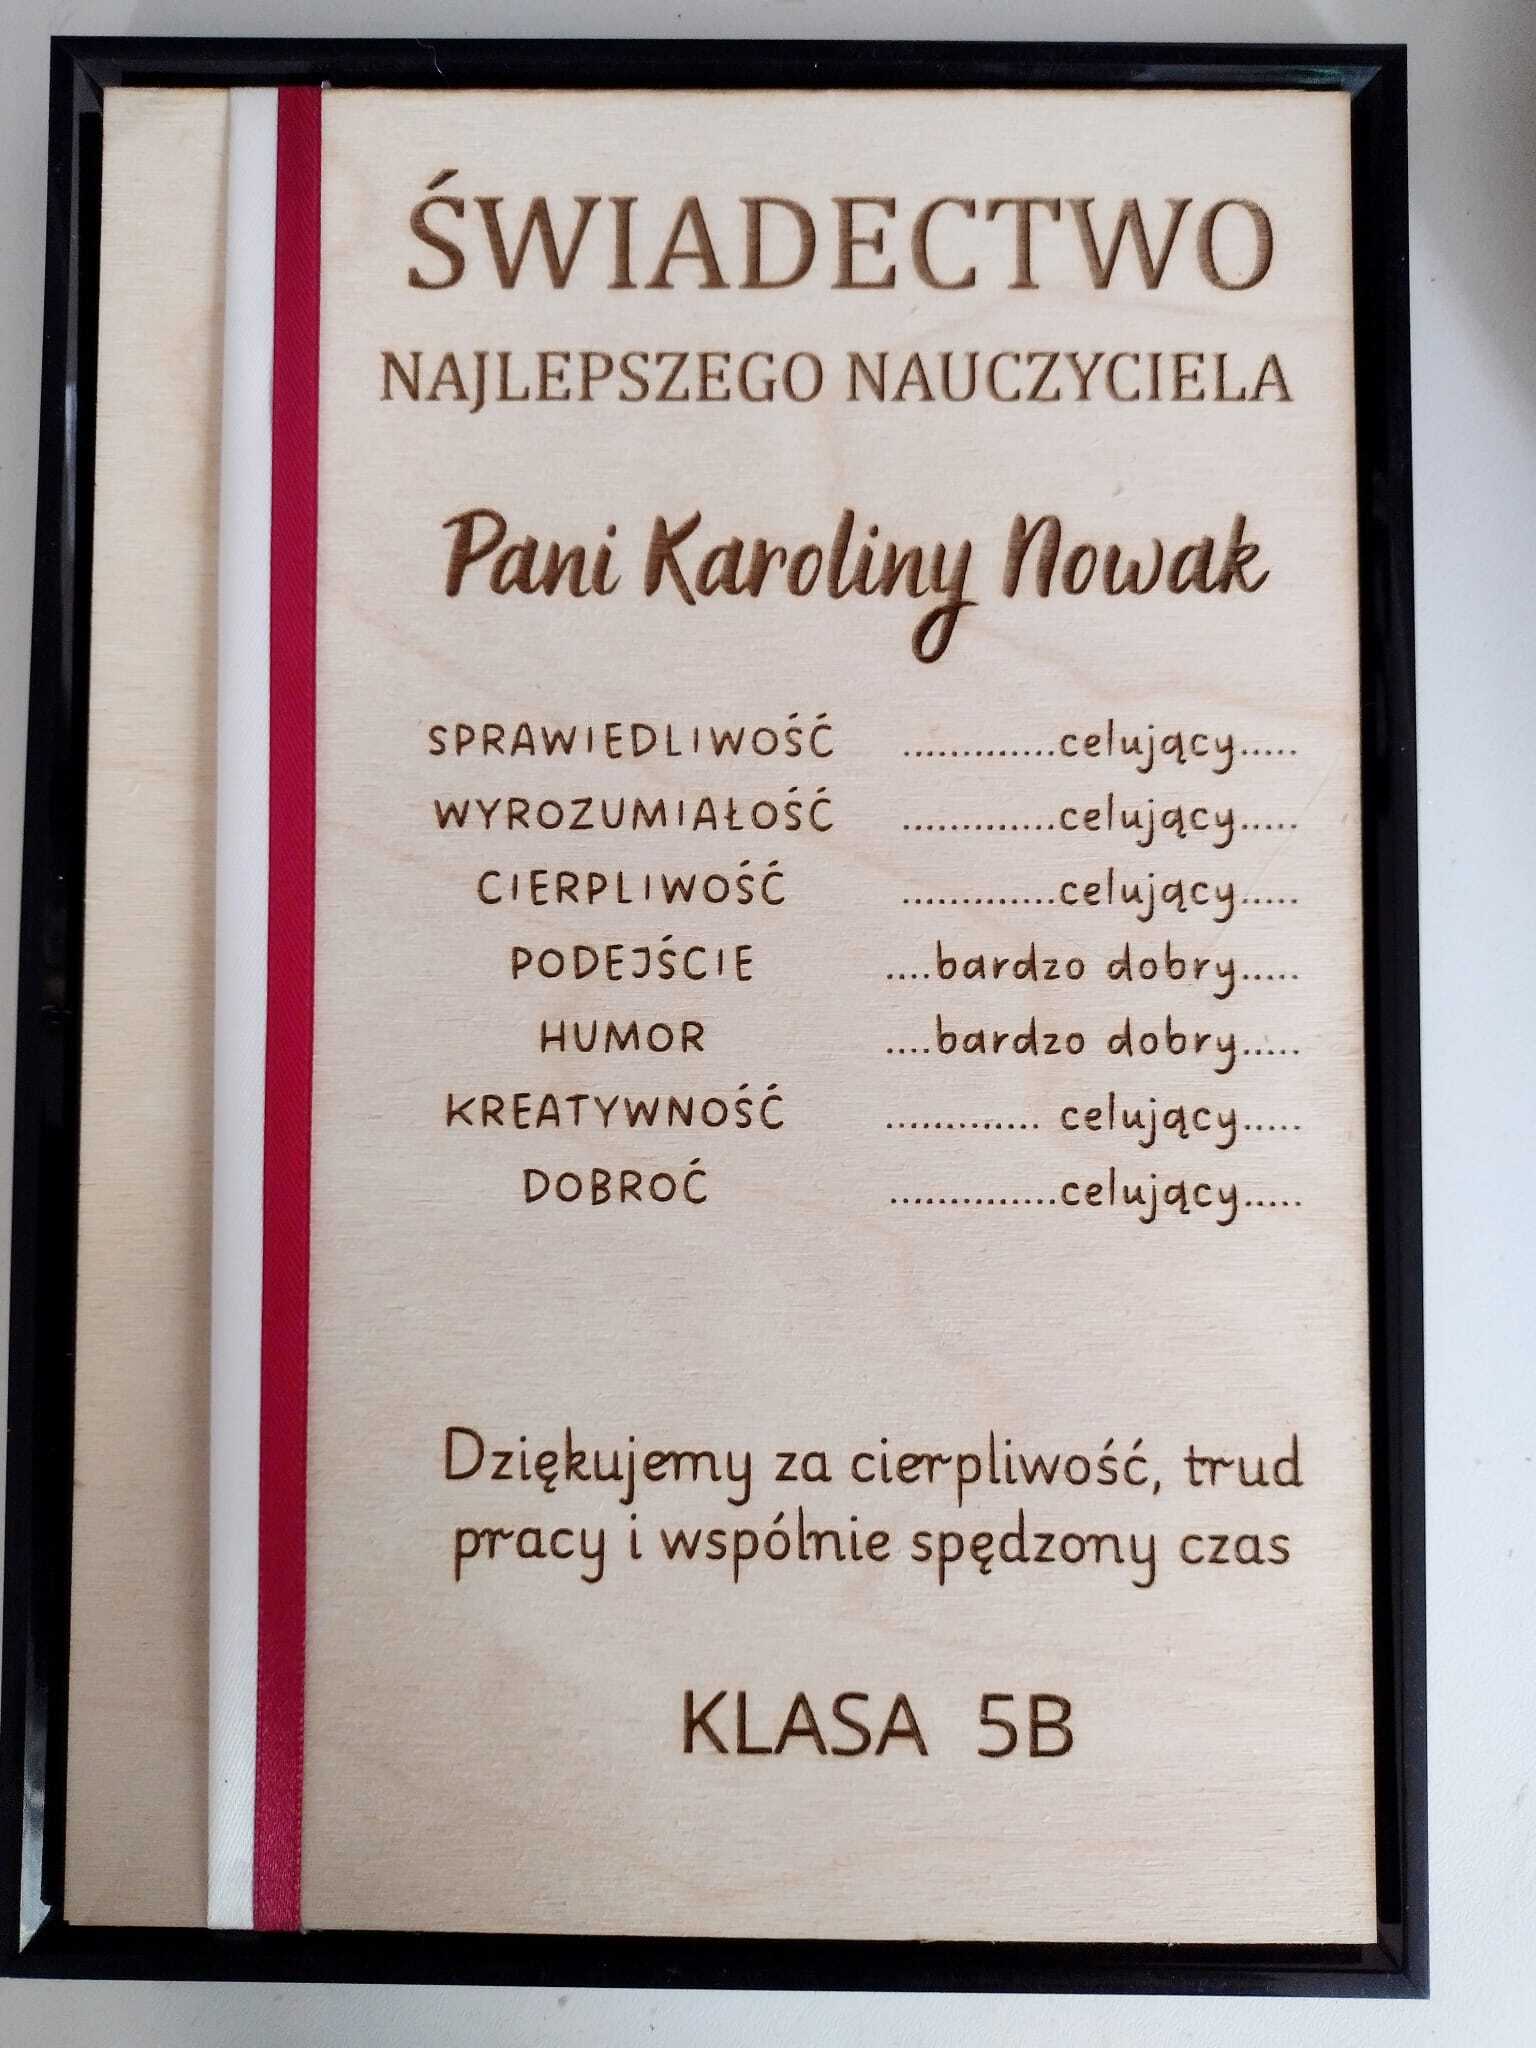 ŚWIADECTWO
NAJLEPSZEGO NAUCZYCIELA
Pani Karoliny Nowak
SPRAWIEDLIWOŚĆ .............celujący.....
WYROZUMIAŁOŚĆ .............celujący.....
CIERPLIWOŚĆ .............celujący.....
PODEJŚCIE ....bardzo dobry.....
HUMOR ....bardzo dobry.....
KREATYWNOŚĆ ............. celujący.....
DOBROĆ ..............celujący.....
Dziękujemy za cierpliwość, trud
pracy i wspólnie spędzony czas
KLASA 5B